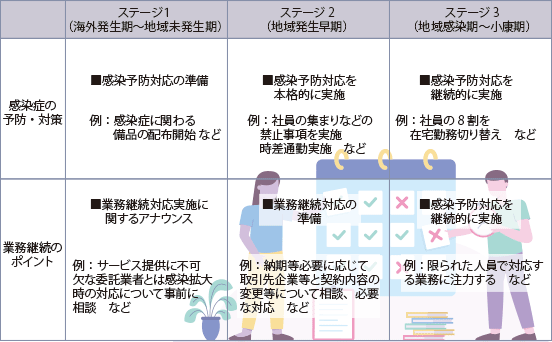 ステージ1
（海外発生期～地域未発生期）
ステージ2
（地域発生早期）
ステージ3
（地域感染期～小康期）
感染症の
予防・対策
■感染予防対応の準備
例：感染症に関わる
備品の配布開始 など
■感染予防対応を
本格的に実施
例：社員の集まりなどの
禁止事項を実施
時差通勤実施　など
■感染予防対応を
継続的に実施
例：社員の8割を
在宅勤務切り替え　など
業務継続の
ポイント
■業務継続対応実施に
関するアナウンス
例：サービス提供に不可
欠な委託業者とは感染拡大
時の対応について事前に
相談　など
■業務継続対応の
準備
例：納期等必要に応じて
取引先企業等と契約内容の
変更等について相談、必要
な対応　など
■感染予防対応を
継続的に実施
例：限られた人員で対応す
る業務に注力する　など